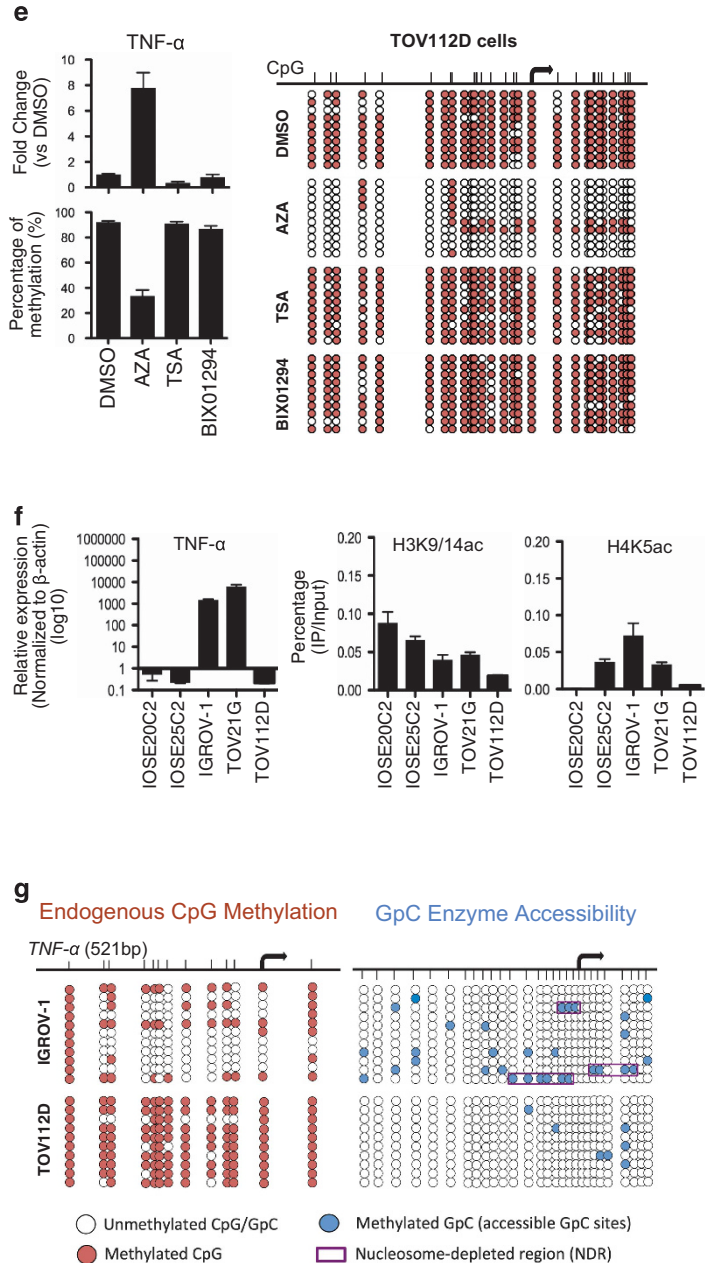 e
TNF-α
TOV112D cells
CpG
Fold Change
(vs DMSO)
10
8
6
4
2
0
Percentage of
methylation (%)
100
80
60
40
20
0
DMSO
AZA
TSA
BIX01294
DMSO
AZA
TSA
BIX01294
f
TNF-α
Relative expression
(Normalized to β-actin)
(log10)
1000000
100000
10000
1000
100
10
1
0.1
IOSE20C2
IOSE25C2
IGROV-1
TOV21G
TOV112D
H3K9/14ac
Percentage
(IP/Input)
0.20
0.15
0.10
0.05
0.00
IOSE20C2
IOSE25C2
IGROV-1
TOV21G
TOV112D
H4K5ac
0.20
0.15
0.10
0.05
0.00
IOSE20C2
IOSE25C2
IGROV-1
TOV21G
TOV112D
g
Endogenous CpG Methylation
GpC Enzyme Accessibility
TNF-α (521bp)
IGROV-1
TOV112D
Unmethylated CpG/GpC
Methylated GpC (accessible GpC sites)
Methylated CpG
Nucleosome-depleted region (NDR)